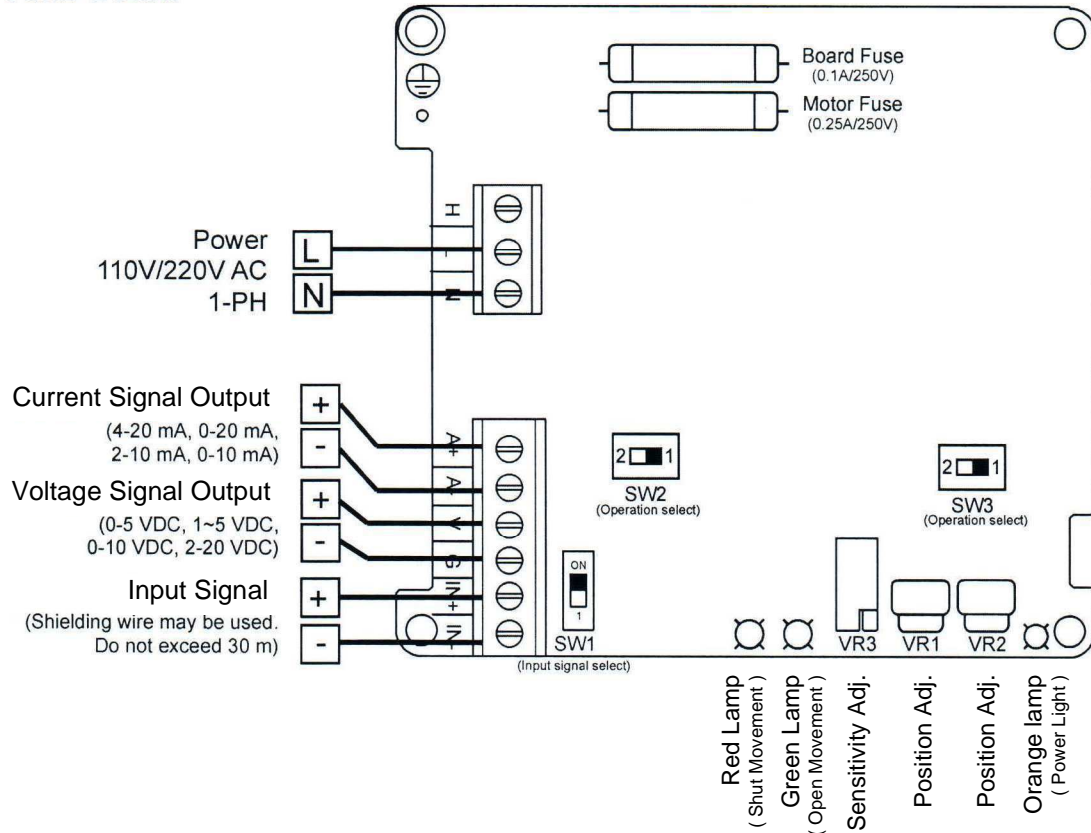 Board Fuse
(0.1A/250V)
Motor Fuse
(0.25A/250V)
H
L
N
Power
110V/220V AC
1-PH
L
N
Current Signal Output
(4-20 mA, 0-20 mA,
2-10 mA, 0-10 mA)
+
-
Voltage Signal Output
(0-5 VDC, 1~5 VDC,
0-10 VDC, 2-20 VDC)
+
-
Input Signal
(Shielding wire may be used.
Do not exceed 30 m)
+
-
A+
A-
V
G
IN+
IN-
ON
1
SW1
(Input signal select)
2 1
SW2
(Operation select)
2 1
SW3
(Operation select)
VR3
VR1
VR2
Red Lamp
( Shut Movement )
Green Lamp
( Open Movement )
Sensitivity Adj.
Position Adj.
Position Adj.
Orange lamp
( Power Light )